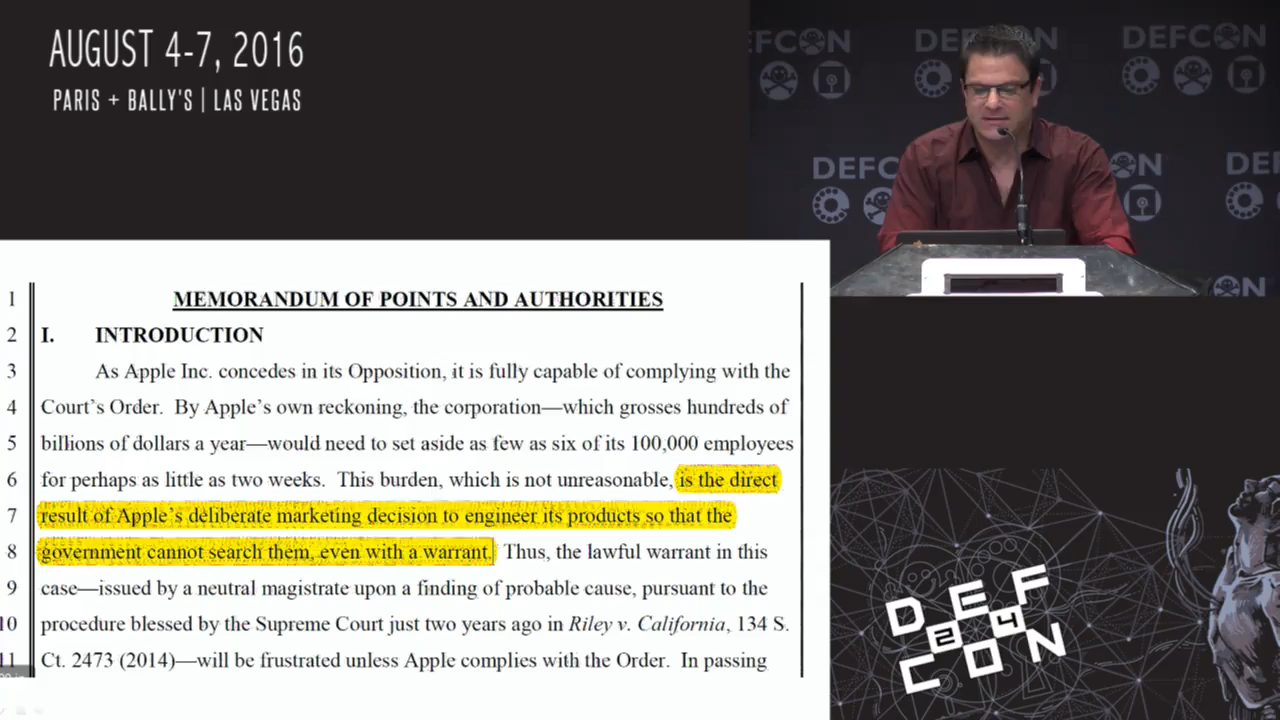 AUGUST 4-7, 2016
PARIS + BALLY'S | LAS VEGAS
DEFCON
DEFCON
DEFCON
DEFCON
1 MEMORANDUM OF POINTS AND AUTHORITIES
2 I. INTRODUCTION
3 As Apple Inc. concedes in its Opposition, it is fully capable of complying with the
4 Court's Order. By Apple's own reckoning, the corporation—which grosses hundreds of
5 billions of dollars a year—would need to set aside as few as six of its 100,000 employees
6 for perhaps as little as two weeks. This burden, which is not unreasonable, is the direct
7 result of Apple's deliberate marketing decision to engineer its products so that the
8 government cannot search them, even with a warrant. Thus, the lawful warrant in this
9 case—issued by a neutral magistrate upon a finding of probable cause, pursuant to the
10 procedure blessed by the Supreme Court just two years ago in Riley v. California, 134 S.
11 Ct. 2473 (2014)—will be frustrated unless Apple complies with the Order. In passing
DEF
24
CON